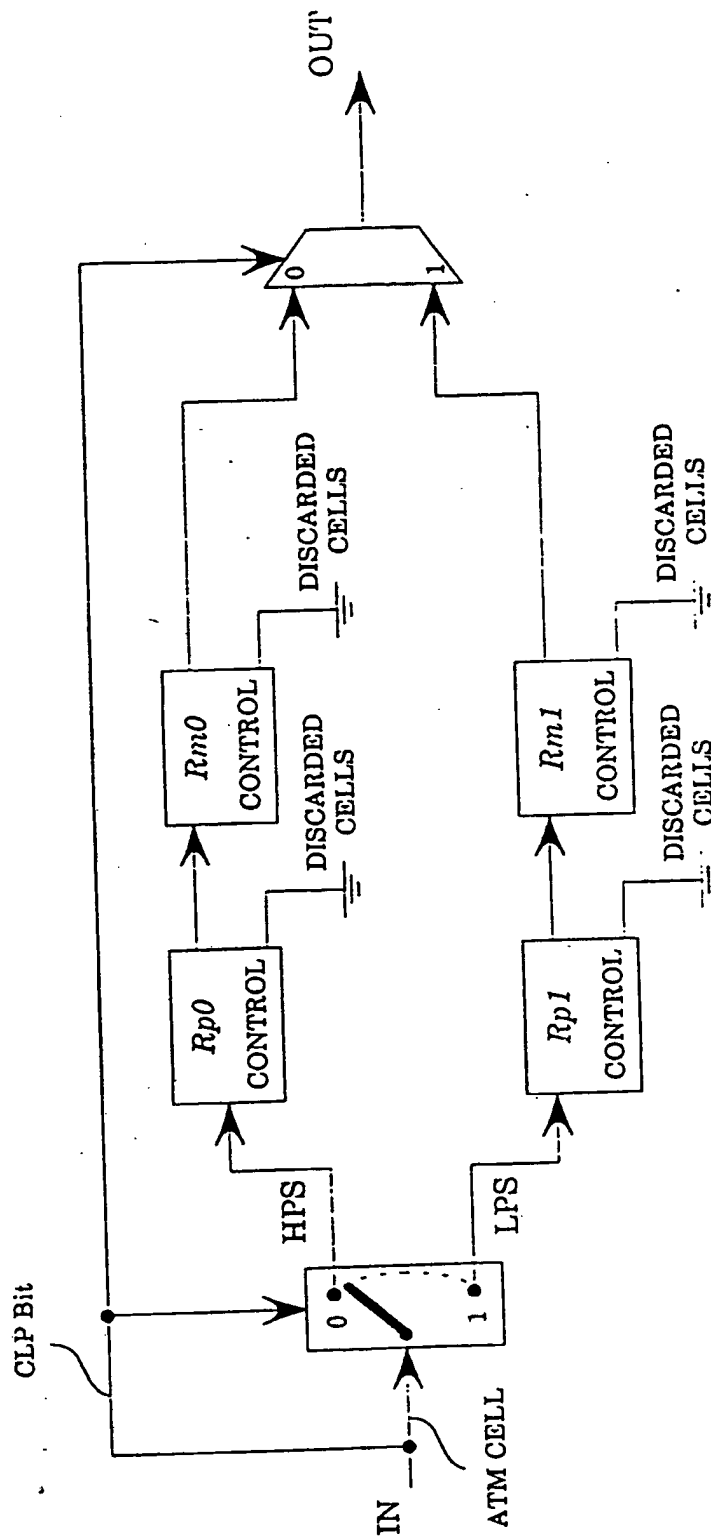 CLP Bit
IN
ATM CELL
0
1
HPS
LPS
Rp0
CONTROL
DISCARDED
CELLS
Rm0
CONTROL
DISCARDED
CELLS
Rp1
CONTROL
DISCARDED
CELLS
Rm1
CONTROL
DISCARDED
CELLS
0
1
OUT